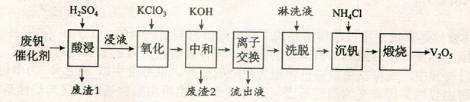 H₂SO₄ KClO₃ KOH 淋洗液 NH₄Cl
废钒催化剂 酸浸 浸液 氧化 中和 离子交换 洗脱 沉钒 煅烧 V₂O₅
废渣1 废渣2 流出液